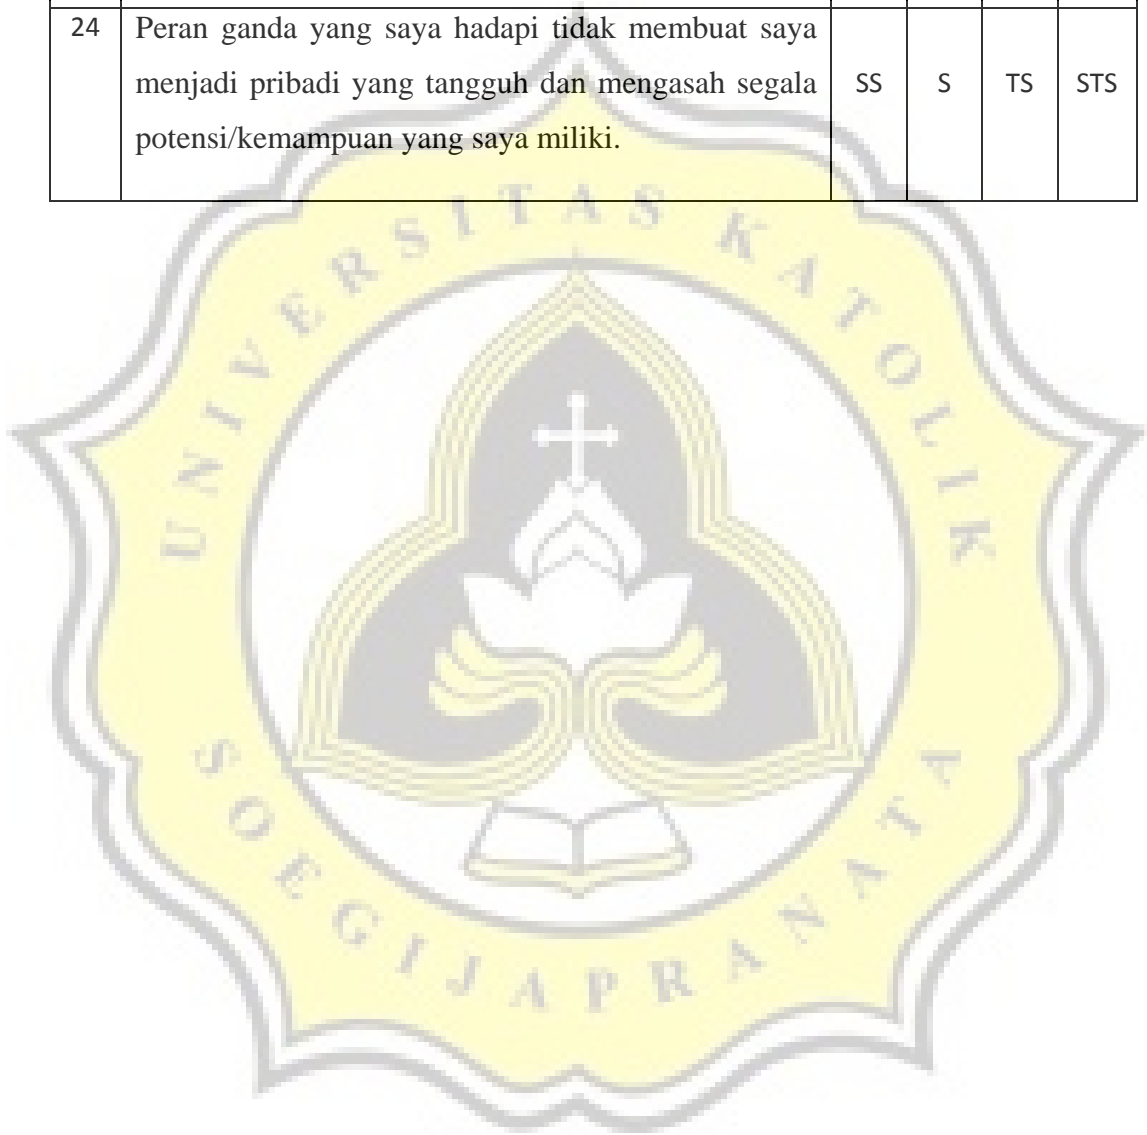 24 Peran ganda yang saya hadapi tidak membuat saya
menjadi pribadi yang tangguh dan mengasah segala SS S TS STS
potensi/kemampuan yang saya miliki.
UNIVERSITAS KATOLIK
SOEGIJAPRANATA